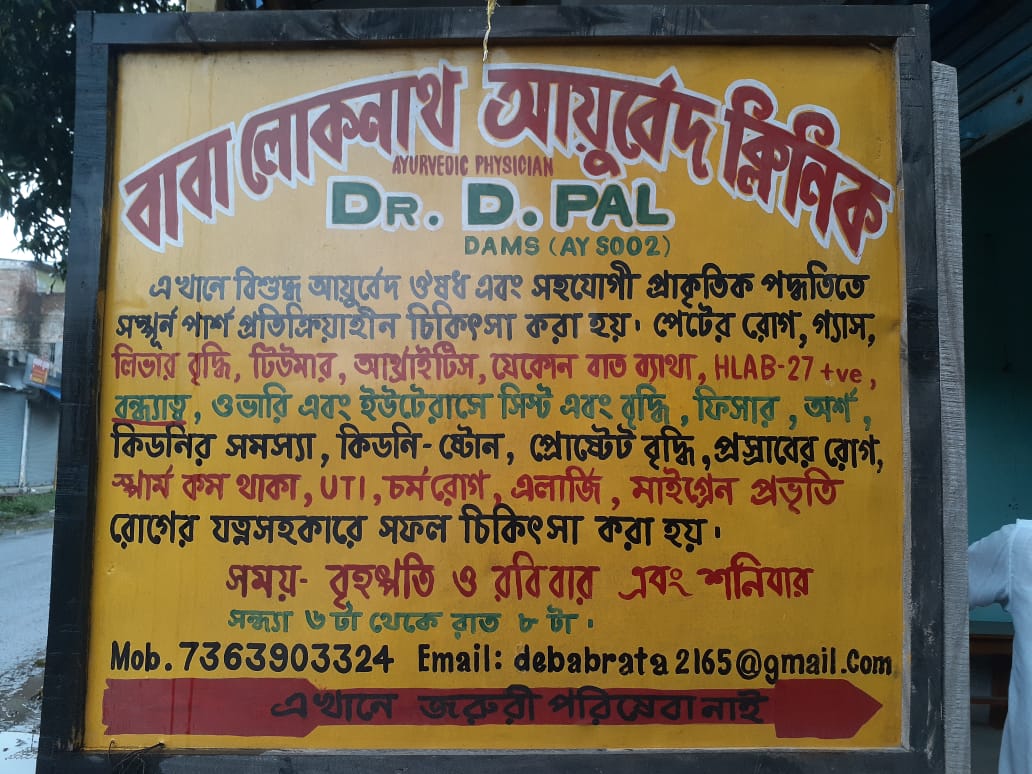 বাবা লোকনাথ আয়ুর্বেদ ক্লিনিক
AYURVEDIC PHYSICIAN
DR. D. PAL
DAMS (AY S002)
এখানে বিশুদ্ধ আয়ুর্বেদ ঔষধ এবং সহযোগী প্রাকৃতিক পদ্ধতিতে
সম্পূর্ন পার্শ প্রতিক্রিয়াহীন চিকিৎসা করা হয়। পেটের রোগ, গ্যাস,
লিভার বৃদ্ধি, টিউমার, আর্থ্রাইটিস, যেকোন বাত ব্যাথা, HLAB-27 +ve,
বন্ধ্যাত্ব, ওভারি এবং ইউটেরাসে সিস্ট এবং বৃদ্ধি, ফিসার, অর্শ,
কিডনির সমস্যা, কিডনি-ষ্টোন, প্রোষ্টেট বৃদ্ধি, প্রস্রাবের রোগ,
স্পার্ম কম থাকা, UTI, চর্মরোগ, এলার্জি, মাইগ্রেন প্রভৃতি
রোগের যত্নসহকারে সফল চিকিৎসা করা হয়।
সময়- বৃহস্পতি ও রবিবার এবং শনিবার
সন্ধ্যা ৬ টা থেকে রাত ৮ টা।
Mob. 7363903324 Email: debabrata2165@gmail.Com
এখানে জরুরী পরিষেবা নাই